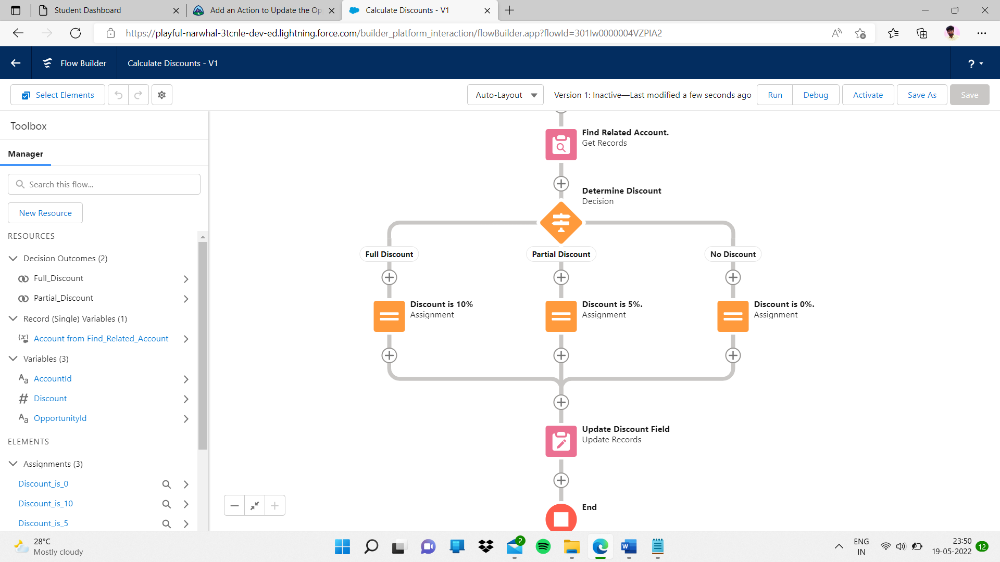 Student Dashboard
Add an Action to Update the Op
Calculate Discounts - V1
https://playful-narwhal-3tcnle-dev-ed.lightning.force.com/builder_platform_interaction/flowBuilder.app?flowId=301Iw0000004VZPIA2
Flow Builder
Calculate Discounts - V1
?
Select Elements
Auto-Layout
Version 1: Inactive—Last modified a few seconds ago
Run
Debug
Activate
Save As
Save
Toolbox
Manager
Search this flow...
New Resource
RESOURCES
Decision Outcomes (2)
Full_Discount
Partial_Discount
Record (Single) Variables (1)
Account from Find_Related_Account
Variables (3)
AccountId
Discount
OpportunityId
ELEMENTS
Assignments (3)
Discount_is_0
Discount_is_10
Discount_is_5
Find Related Account.
Get Records
Determine Discount
Decision
Full Discount
Partial Discount
No Discount
Discount is 10%
Assignment
Discount is 5%.
Assignment
Discount is 0%.
Assignment
Update Discount Field
Update Records
End
28°C
Mostly cloudy
2
ENG
IN
23:50
19-05-2022
12